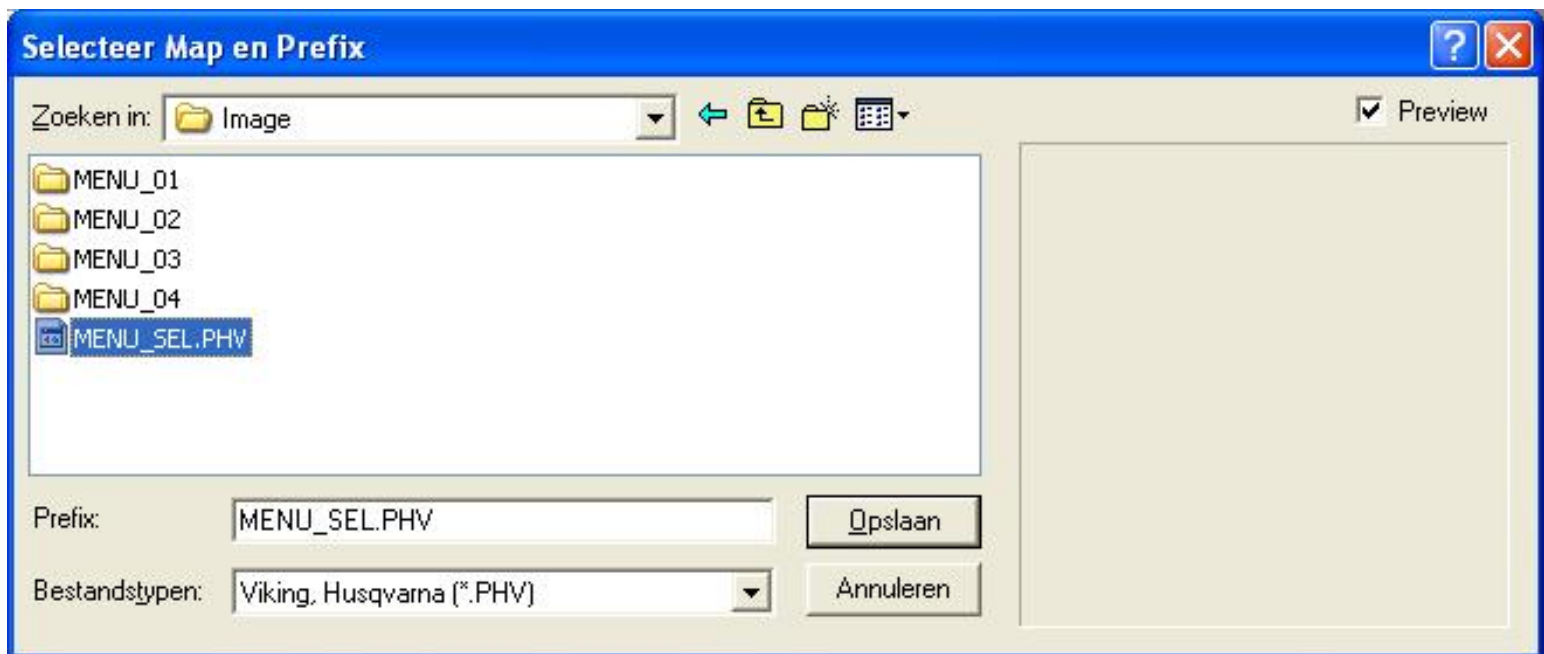 Selecteer Map en Prefix
Zoeken in: Image Preview
MENU_01
MENU_02
MENU_03
MENU_04
MENU_SEL.PHV
Prefix: MENU_SEL.PHV Opslaan
Bestandstypen: Viking, Husqvarna (*.PHV) Annuleren